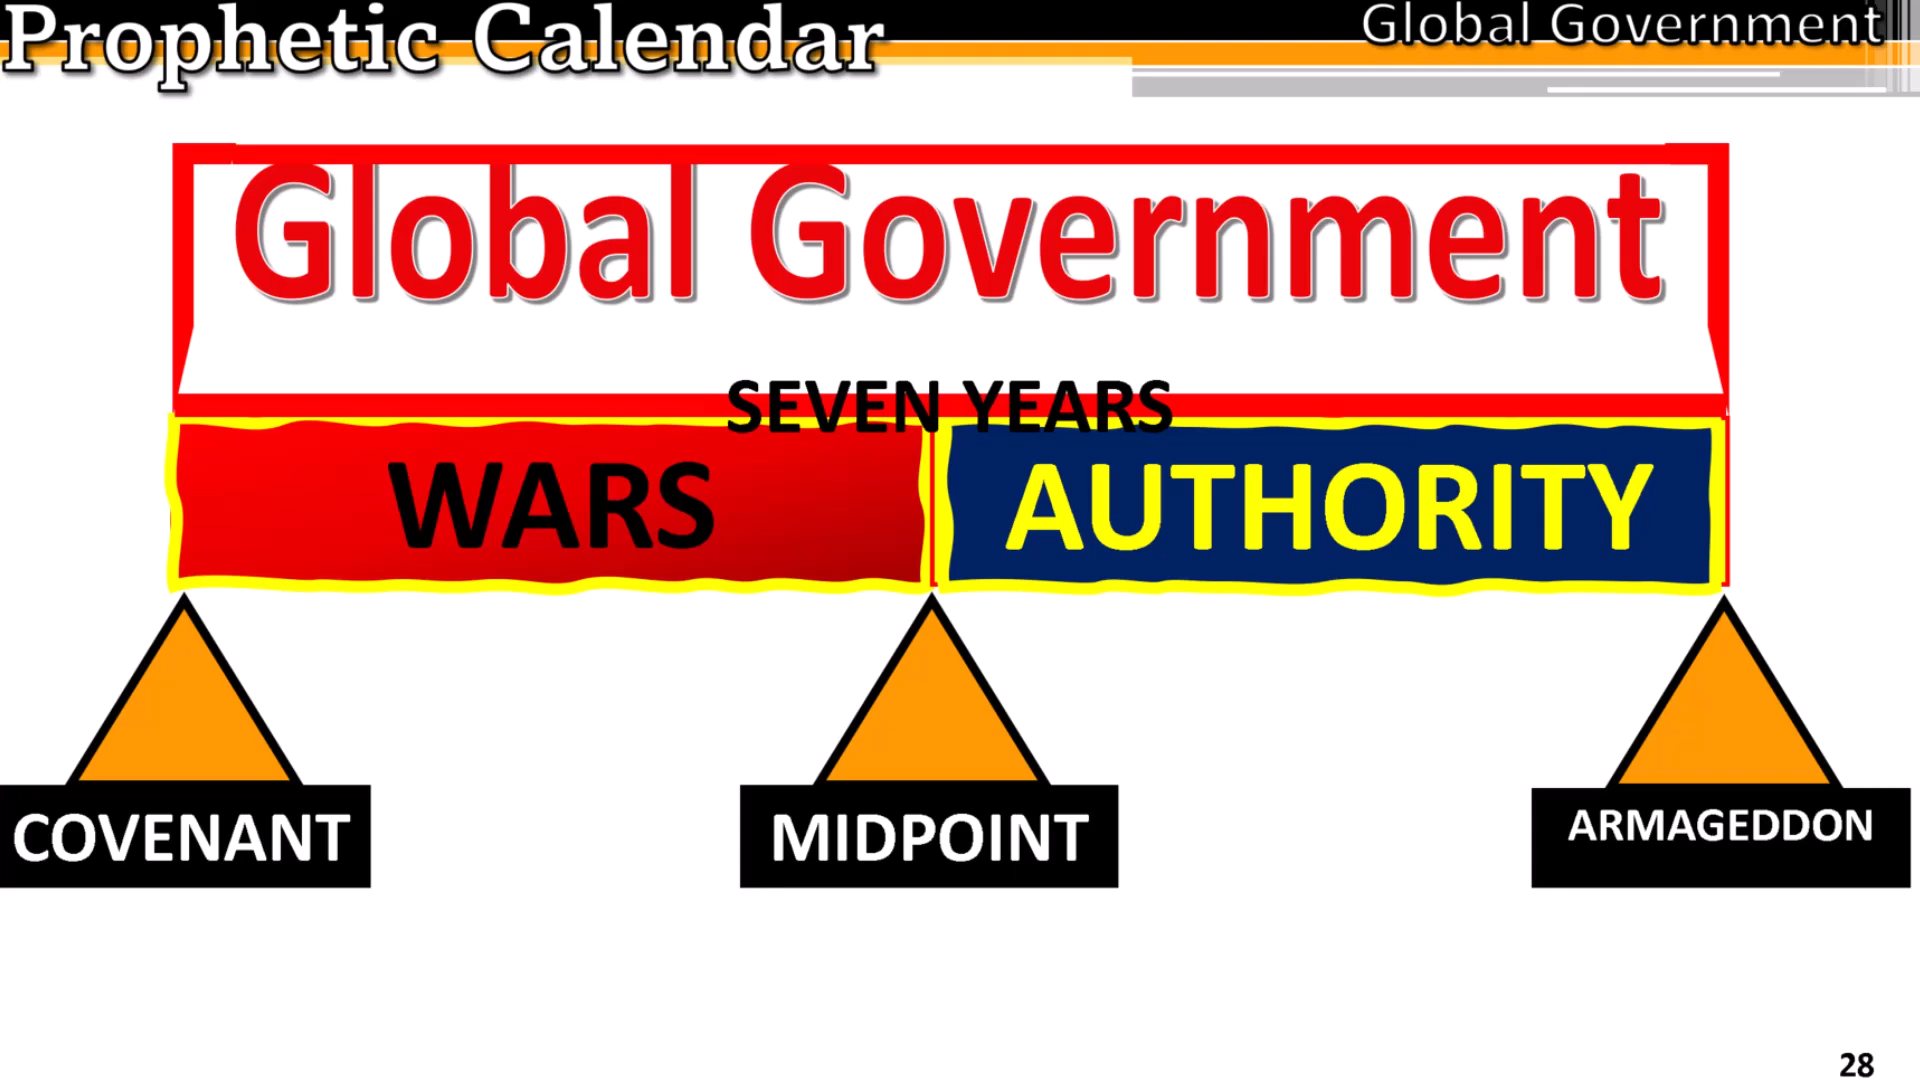 Prophetic Calendar
Global Government
Global Government
SEVEN YEARS
WARS
AUTHORITY
COVENANT
MIDPOINT
ARMAGEDDON
28